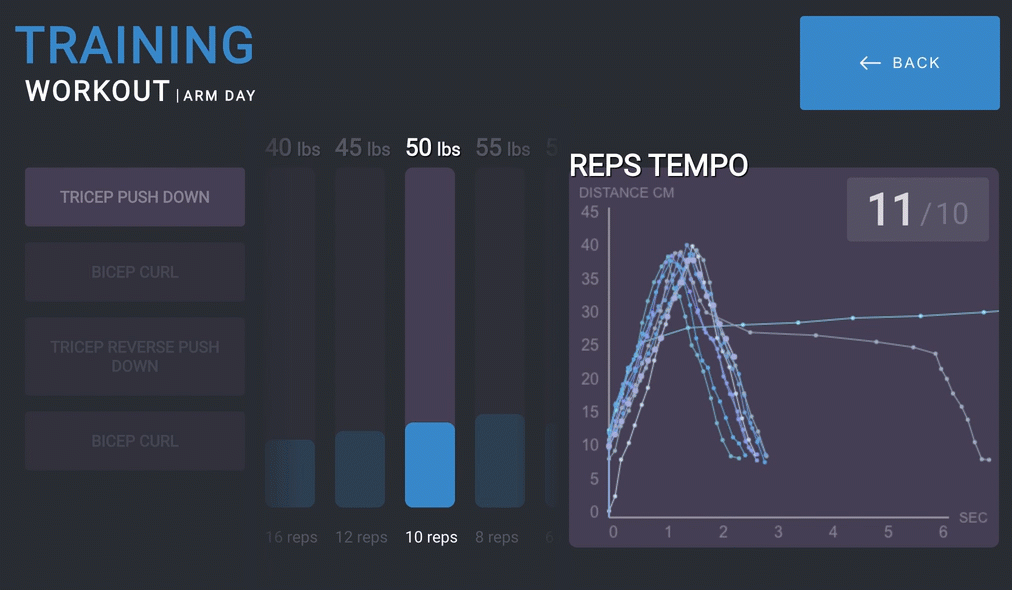 TRAINING
WORKOUT | ARM DAY
← BACK
40 lbs 45 lbs 50 lbs 55 lbs 5
TRICEP PUSH DOWN
BICEP CURL
TRICEP REVERSE PUSH
DOWN
BICEP CURL
16 reps 12 reps 10 reps 8 reps 6
REPS TEMPO
DISTANCE CM
11 / 10
45
40
35
30
25
20
15
10
5
0
SEC
0 1 2 3 4 5 6